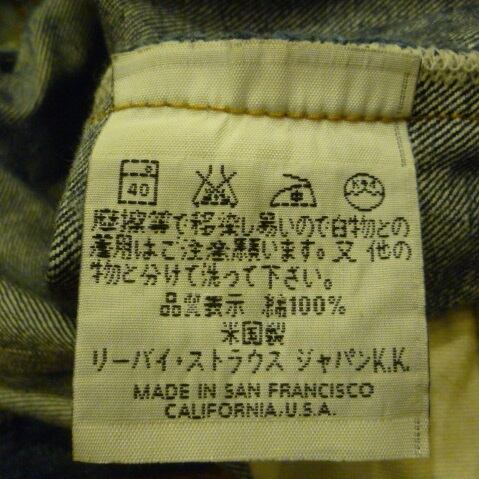 40
摩擦等で移染し易いので白物との
着用はご注意願います。又 他の
物と分けて洗って下さい。
品質表示 綿100%
米国製
リーバイ・ストラウス ジャパンK.K.
MADE IN SAN FRANCISCO
CALIFORNIA.U.S.A.